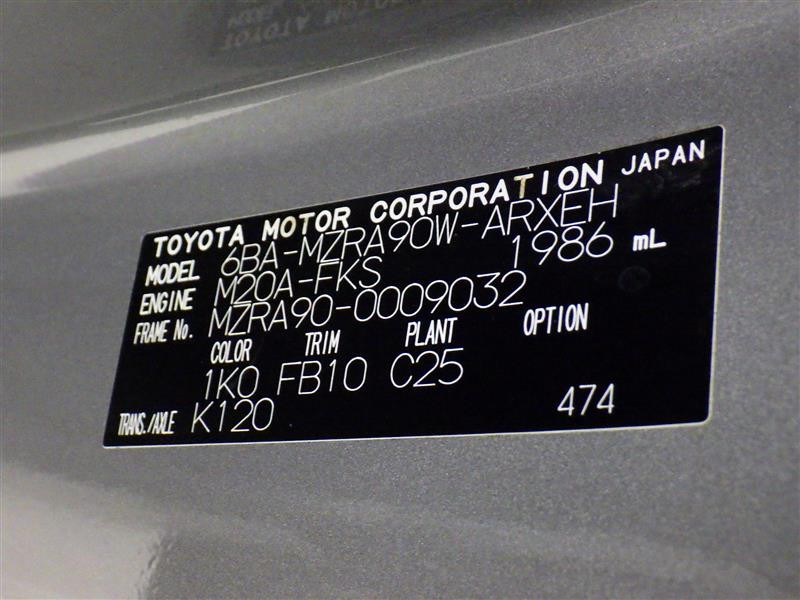 TOYOTA MOTOR CORPORATION JAPAN
MODEL 6BA-MZRA90W-ARXEH
ENGINE M20A-FKS 1986 mL
FRAME No. MZRA90-0009032
COLOR TRIM PLANT OPTION
1K0 FB10 C25
TRANS./AXLE K120 474